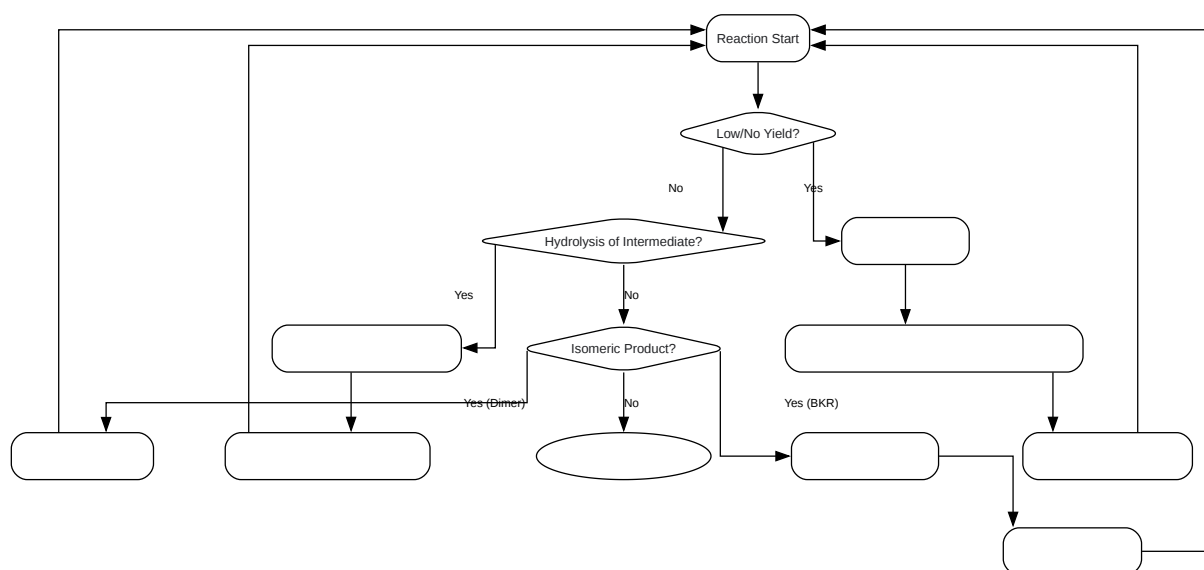 Reaction Start
Low/No Yield?
No
Yes
Hydrolysis of Intermediate?
Yes
No
Isomeric Product?
Yes (Dimer)
No
Yes (BKR)